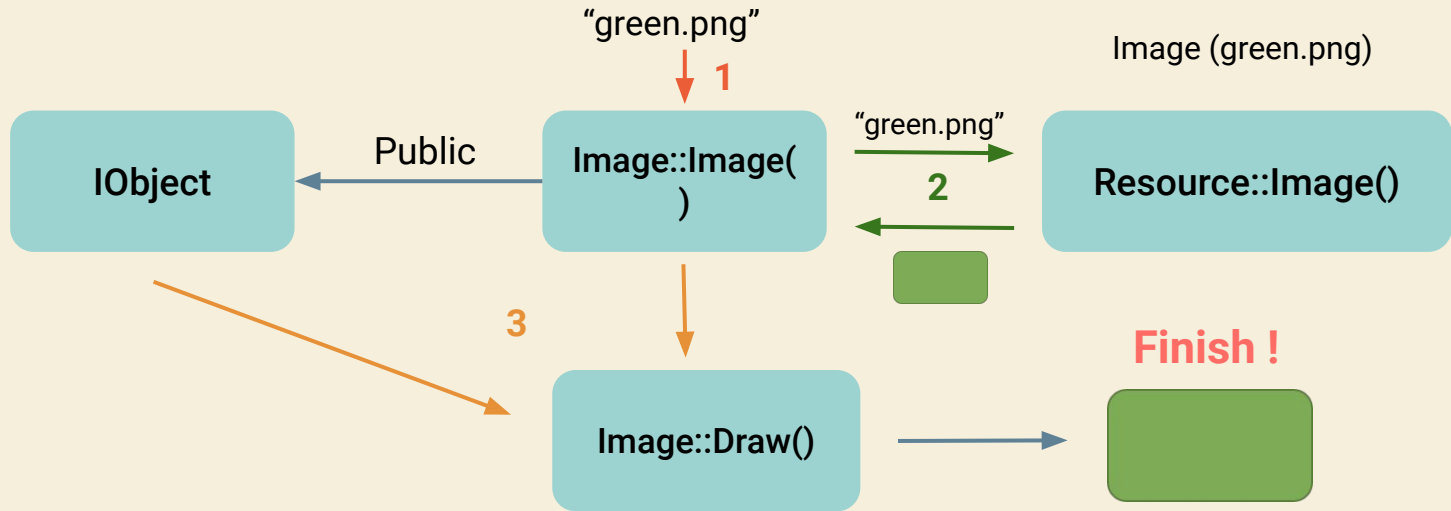 “green.png”
1
Image (green.png)
IObject
Public
Image::Image(
)
“green.png”
2
Resource::Image()
3
Finish !
Image::Draw()